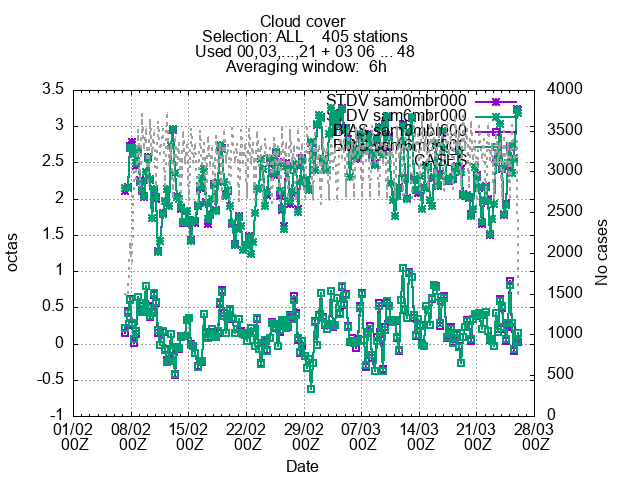 Cloud cover
Selection: ALL 405 stations
Used 00,03,...,21 + 03 06 ... 48
Averaging window: 6h
STDV sam0mbr000
STDV sam6mbr000
BIAS sam0mbr000
BIAS sam6mbr000
CASES
octas
3.5
3
2.5
2
1.5
1
0.5
0
-0.5
-1
4000
3500
3000
2500
2000
1500
1000
500
0
No cases
01/02 08/02 15/02 22/02 29/02 07/03 14/03 21/03 28/03
00Z 00Z 00Z 00Z 00Z 00Z 00Z 00Z 00Z
Date